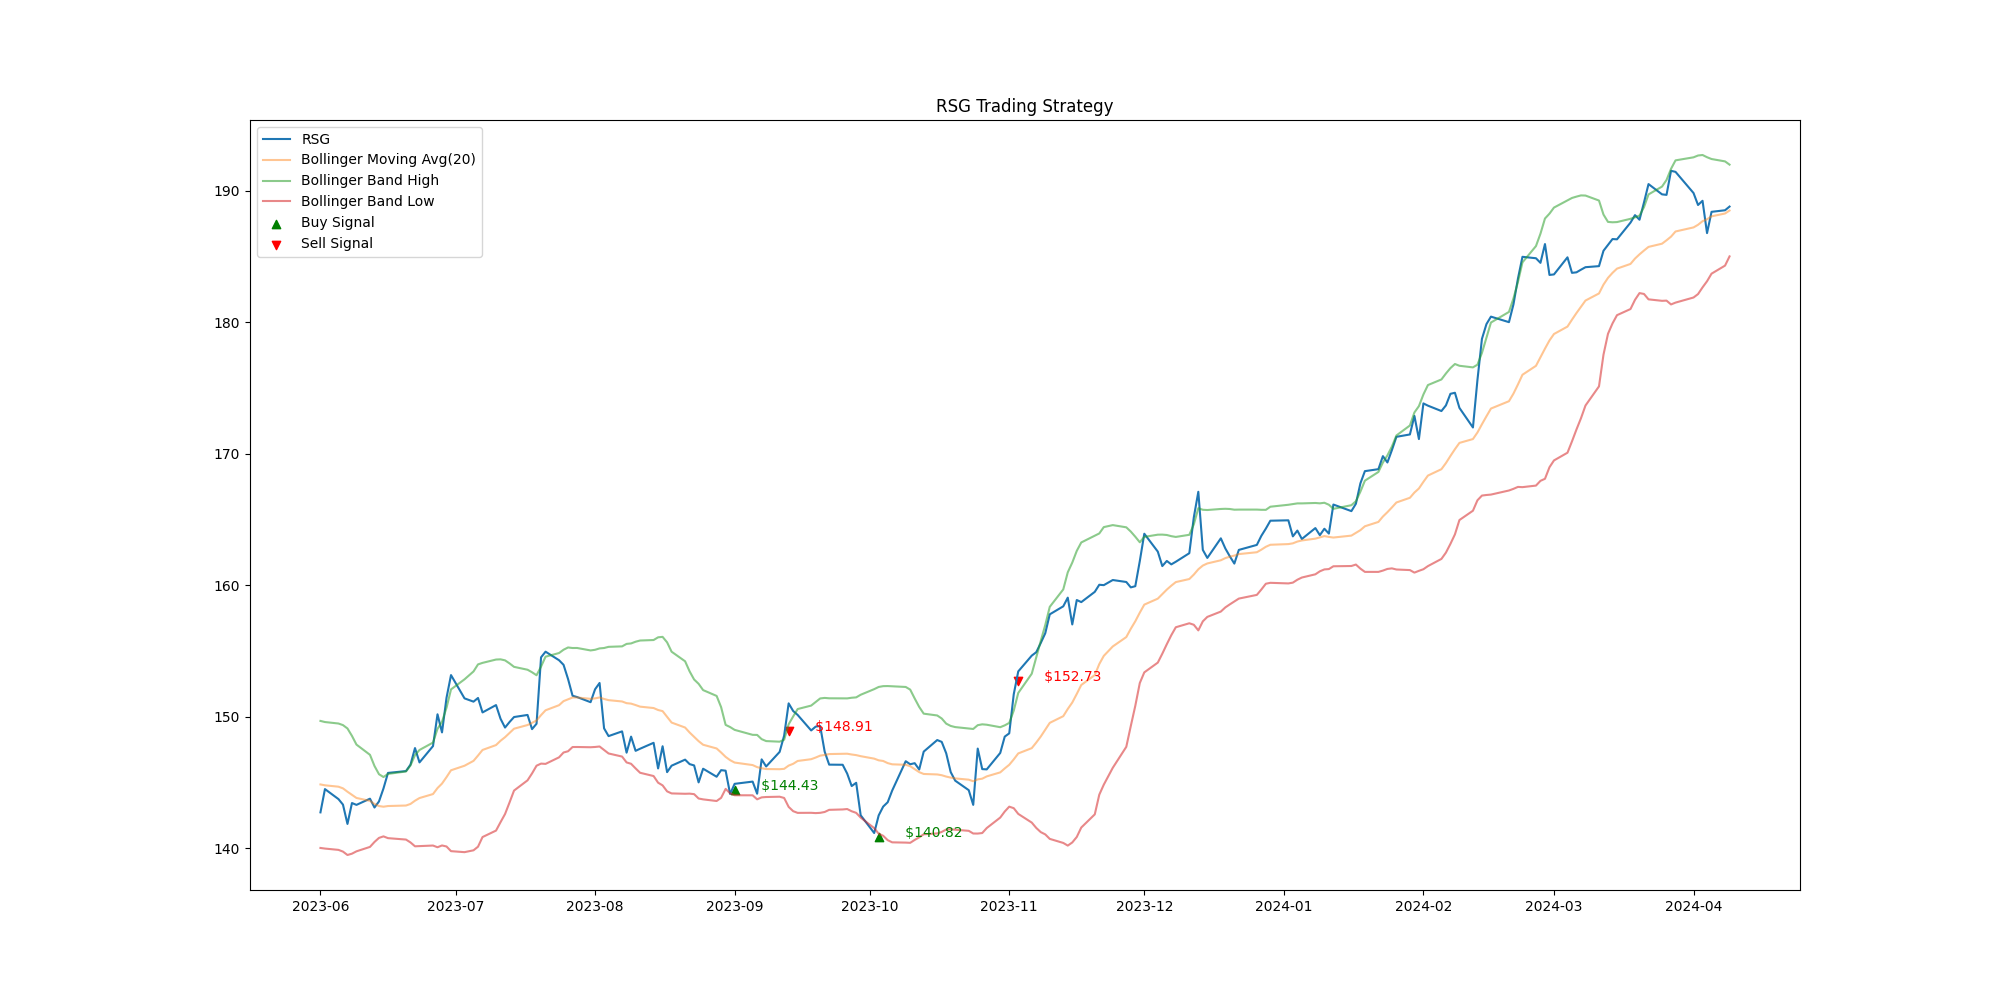 RSG Trading Strategy
RSG
Bollinger Moving Avg(20)
Bollinger Band High
Bollinger Band Low
Buy Signal
Sell Signal
190
180
170
160
150
140
$152.73
$148.91
$144.43
$140.82
2023-06 2023-07 2023-08 2023-09 2023-10 2023-11 2023-12 2024-01 2024-02 2024-03 2024-04